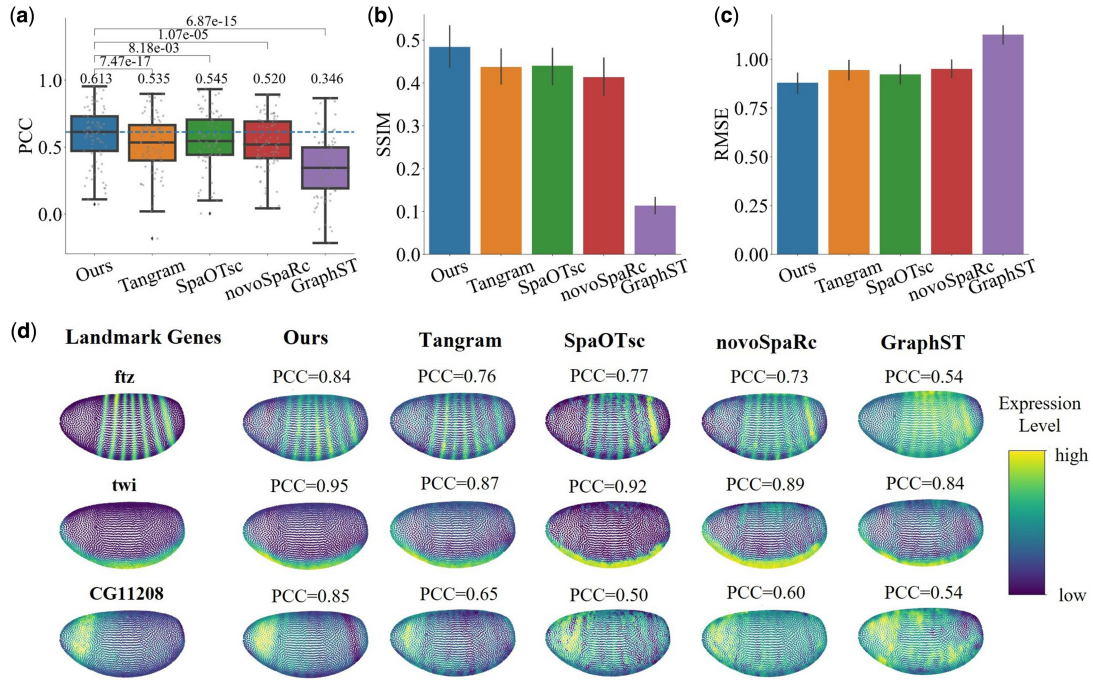 (a)
6.87e-15
1.07e-05
8.18e-03
7.47e-17
0.613 0.535 0.545 0.520 0.346
1.0
0.5
0.0
PCC
Ours Tangram SpaOTsc novoSpaRc GraphST
(b)
0.5
0.4
0.3
0.2
0.1
0.0
SSIM
Ours Tangram SpaOTsc novoSpaRc GraphST
(c)
1.00
0.75
0.50
0.25
0.00
RMSE
Ours Tangram SpaOTsc novoSpaRc GraphST
(d)
Landmark Genes Ours Tangram SpaOTsc novoSpaRc GraphST
ftz PCC=0.84 PCC=0.76 PCC=0.77 PCC=0.73 PCC=0.54
twi PCC=0.95 PCC=0.87 PCC=0.92 PCC=0.89 PCC=0.84
CG11208 PCC=0.85 PCC=0.65 PCC=0.50 PCC=0.60 PCC=0.54
Expression
Level
high
low